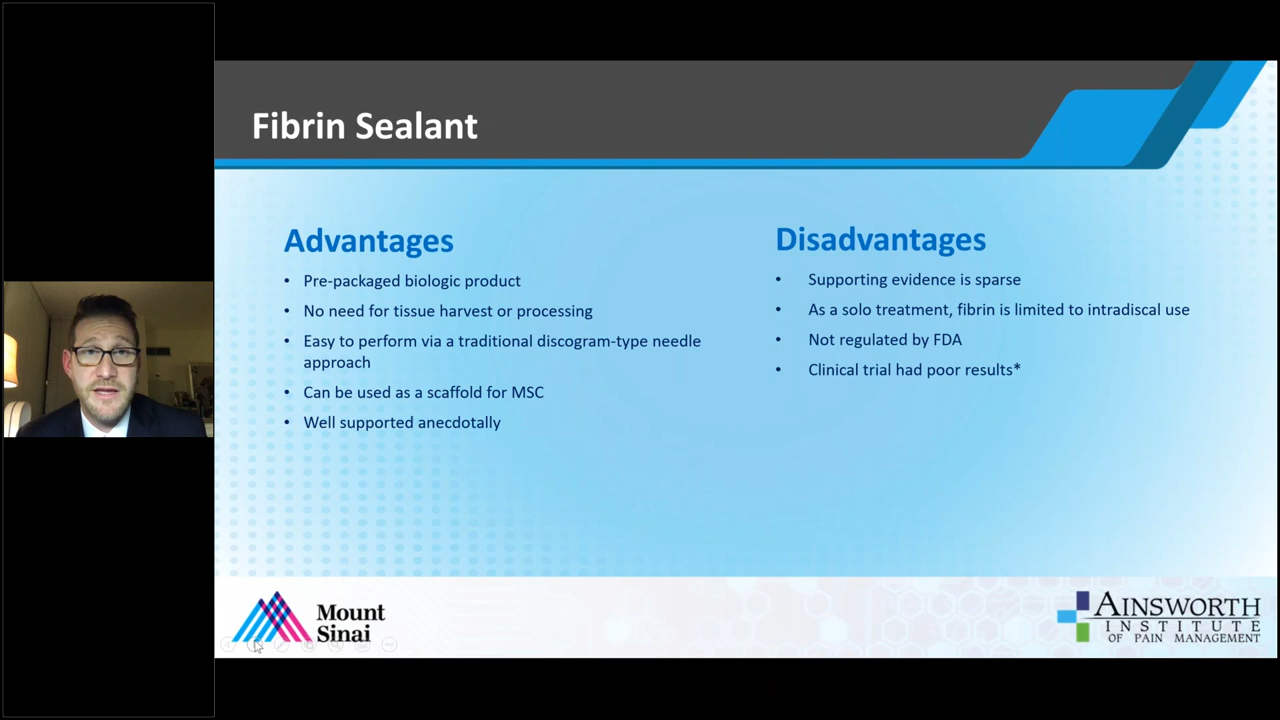 Fibrin Sealant
Advantages
• Pre-packaged biologic product
• No need for tissue harvest or processing
• Easy to perform via a traditional discogram-type needle
approach
• Can be used as a scaffold for MSC
• Well supported anecdotally
Disadvantages
• Supporting evidence is sparse
• As a solo treatment, fibrin is limited to intradiscal use
• Not regulated by FDA
• Clinical trial had poor results*
Mount
Sinai
AINSWORTH
INSTITUTE
OF PAIN MANAGEMENT